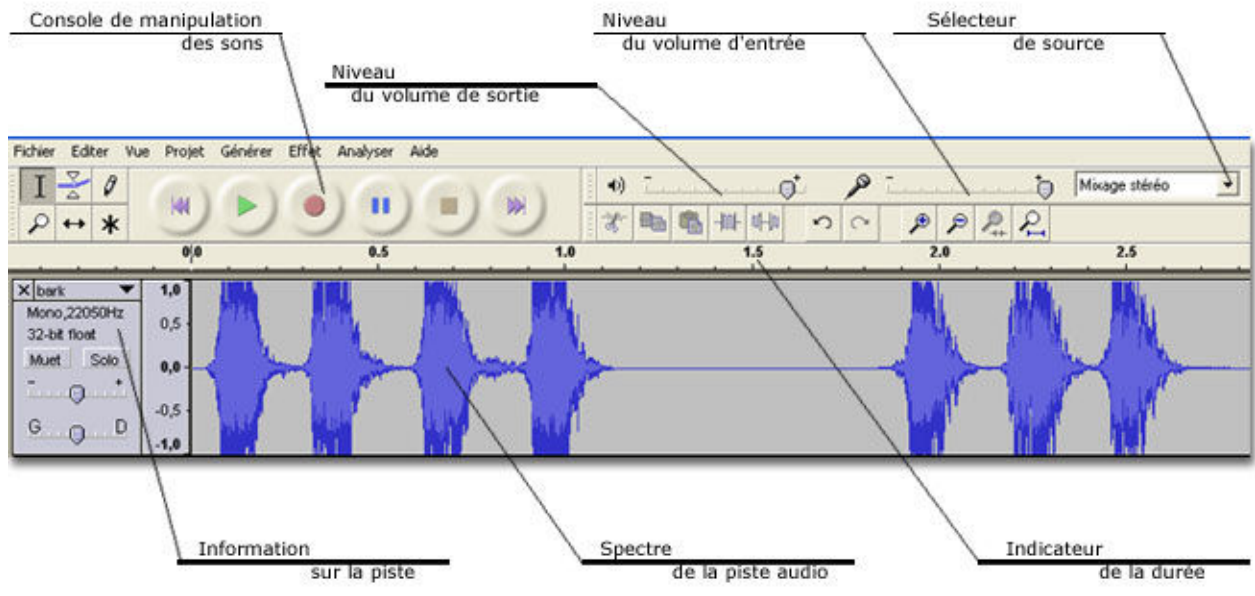 Console de manipulation
des sons
Niveau
du volume d'entrée
Sélecteur
de source
Niveau
du volume de sortie
Fichier Editer Vue Projet Générer Effet Analyser Aide
- + - + Mixage stéréo
0,0 0.5 1.0 1.5 2.0 2.5
X bark
Mono,22050Hz
32-bit float
Muet Solo
- +
G D
1,0
0,5
0,0
-0,5
-1,0
Information
sur la piste
Spectre
de la piste audio
Indicateur
de la durée